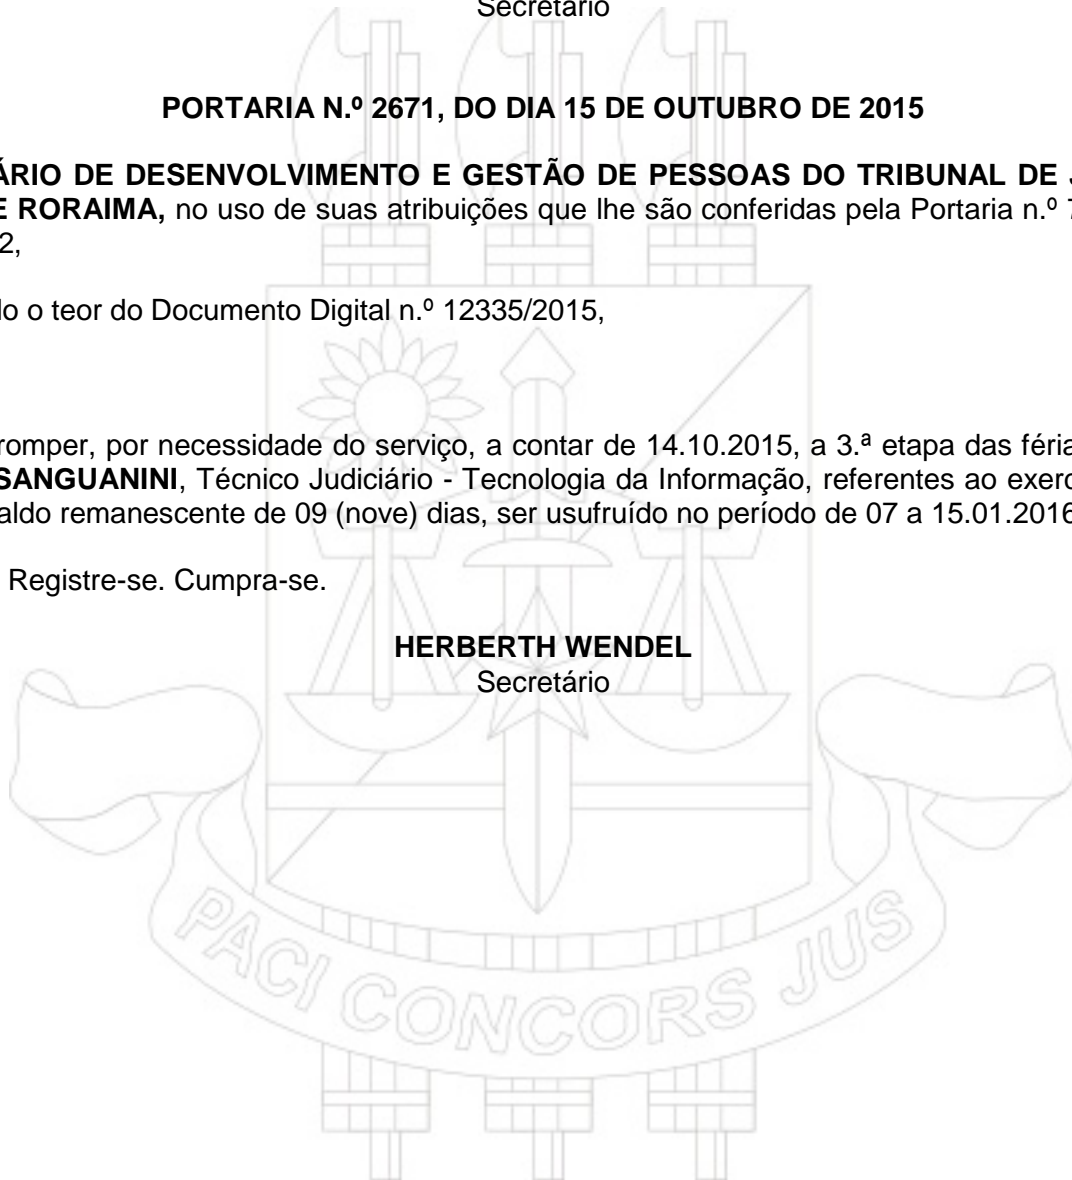 Secretário
PORTARIA N.º 2671, DO DIA 15 DE OUTUBRO DE 2015
ÁRIO DE DESENVOLVIMENTO E GESTÃO DE PESSOAS DO TRIBUNAL DE
E RORAIMA, no uso de suas atribuições que lhe são conferidas pela Portaria n.º 7
2,
do o teor do Documento Digital n.º 12335/2015,
romper, por necessidade do serviço, a contar de 14.10.2015, a 3.ª etapa das féria
SANGUANINI, Técnico Judiciário - Tecnologia da Informação, referentes ao exerc
aldo remanescente de 09 (nove) dias, ser usufruído no período de 07 a 15.01.2016
Registre-se. Cumpra-se.
HERBERTH WENDEL
Secretário
PACI CONCORS JUS